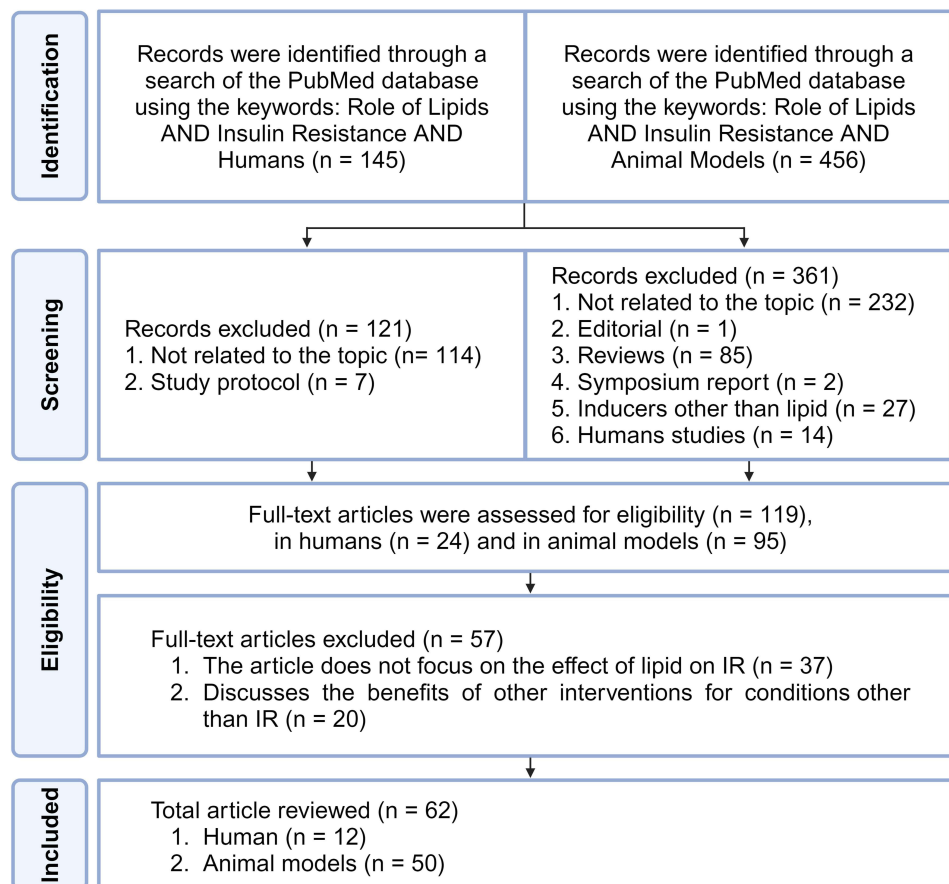 Identification
Records were identified through a
search of the PubMed database
using the keywords: Role of Lipids
AND Insulin Resistance AND
Humans (n = 145)
Records were identified through a
search of the PubMed database
using the keywords: Role of Lipids
AND Insulin Resistance AND
Animal Models (n = 456)
Screening
Records excluded (n = 121)
1. Not related to the topic (n= 114)
2. Study protocol (n = 7)
Records excluded (n = 361)
1. Not related to the topic (n = 232)
2. Editorial (n = 1)
3. Reviews (n = 85)
4. Symposium report (n = 2)
5. Inducers other than lipid (n = 27)
6. Humans studies (n = 14)
Eligibility
Full-text articles were assessed for eligibility (n = 119),
in humans (n = 24) and in animal models (n = 95)
Full-text articles excluded (n = 57)
1. The article does not focus on the effect of lipid on IR (n = 37)
2. Discusses the benefits of other interventions for conditions other
than IR (n = 20)
Included
Total article reviewed (n = 62)
1. Human (n = 12)
2. Animal models (n = 50)